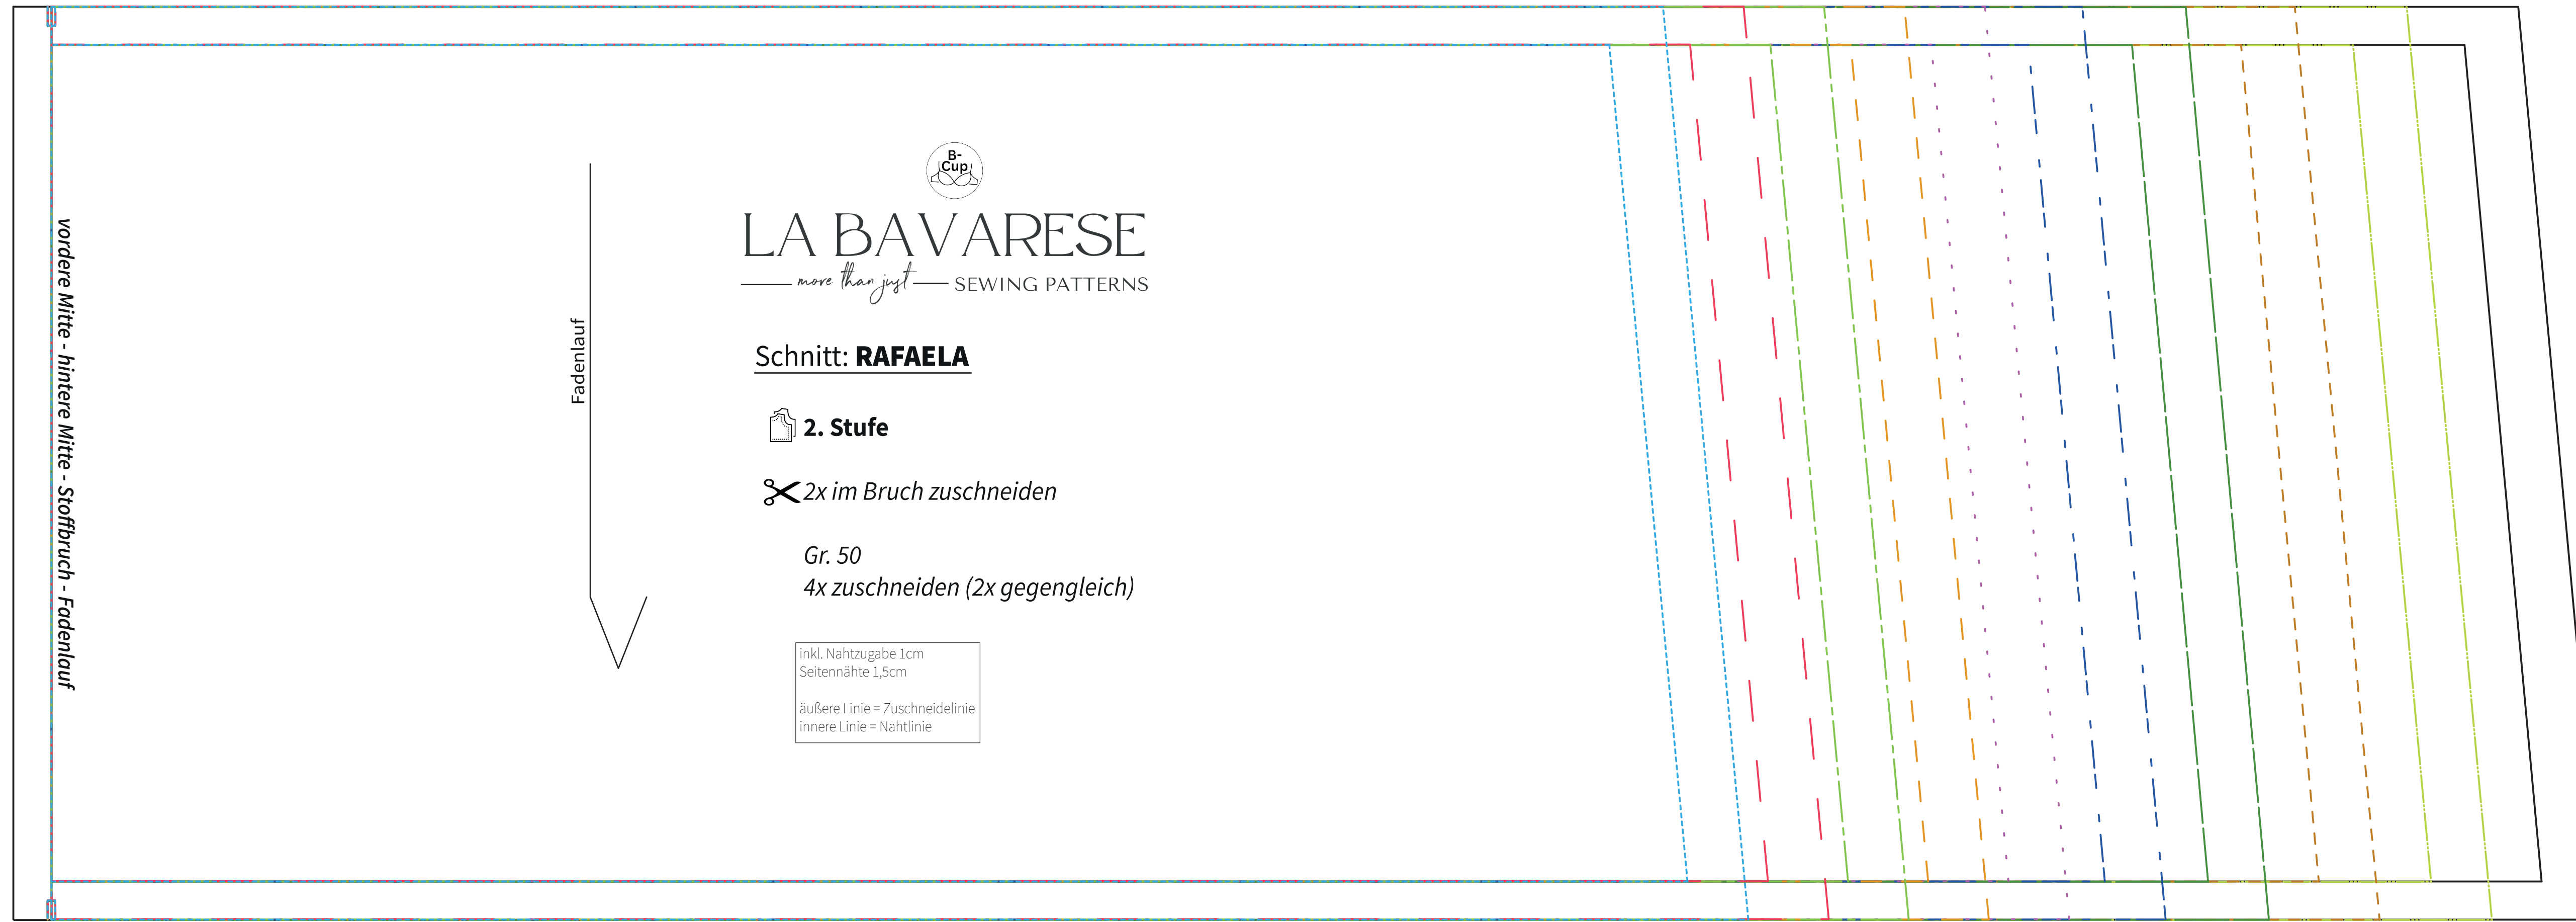 B-
Cup
LA BAVARESE
more than just SEWING PATTERNS
vordere Mitte - hintere Mitte - Stoffbruch - Fadenlauf
Fadenlauf
Schnitt: RAFAELA
2. Stufe
2x im Bruch zuschneiden
Gr. 50
4x zuschneiden (2x gegengleich)
inkl. Nahtzugabe 1cm
Seitennähte 1,5cm
äußere Linie = Zuschneidelinie
innere Linie = Nahtlinie